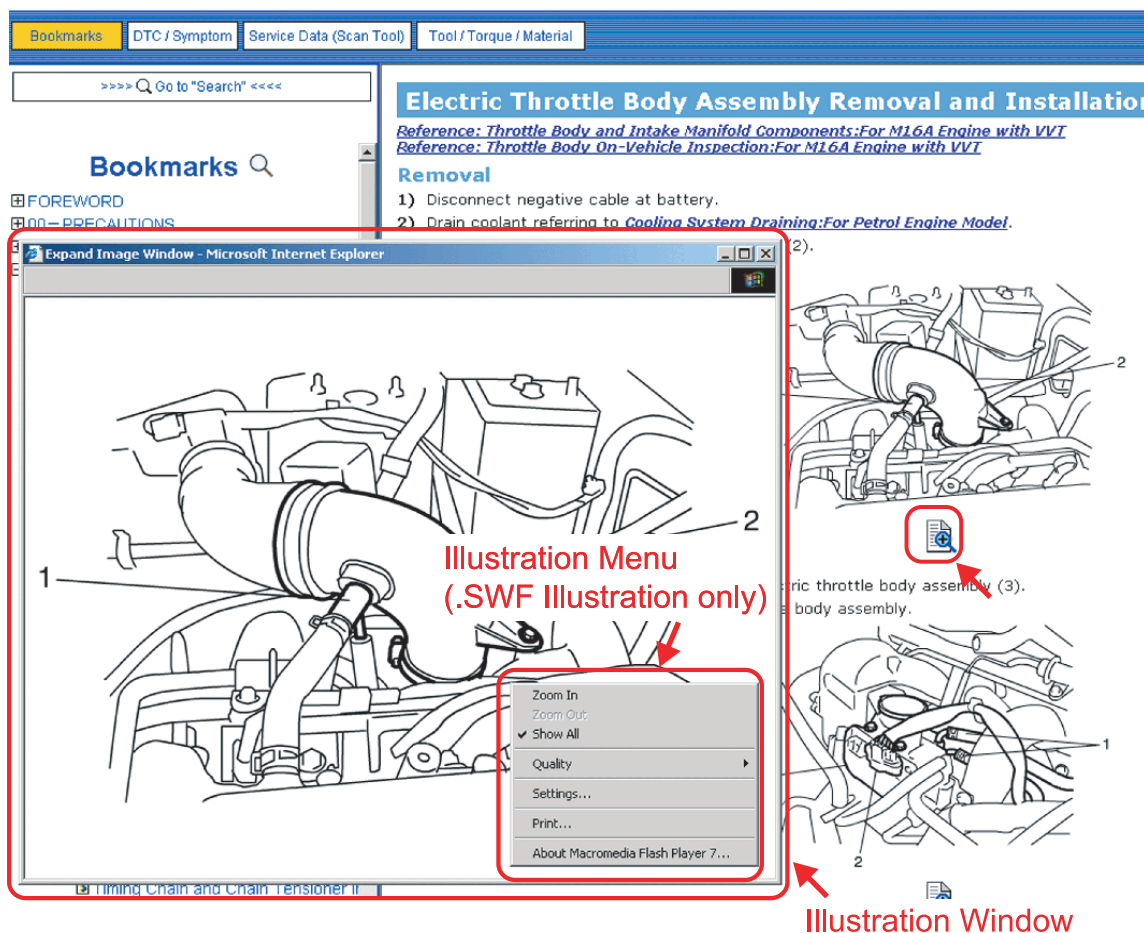 Bookmarks
DTC / Symptom
Service Data (Scan Tool)
Tool / Torque / Material
>>>> Go to "Search" <<<<
Bookmarks
FOREWORD
00 – PRECAUTIONS
Electric Throttle Body Assembly Removal and Installatio
Reference: Throttle Body and Intake Manifold Components:For M16A Engine with VVT
Reference: Throttle Body On-Vehicle Inspection:For M16A Engine with VVT
Removal
1) Disconnect negative cable at battery.
2) Drain coolant referring to Cooling System Draining:For Petrol Engine Model.
(2).
Expand Image Window - Microsoft Internet Explorer
2
1
2
Illustration Menu
(.SWF Illustration only)
Zoom In
Zoom Out
Show All
Quality
Settings...
Print...
About Macromedia Flash Player 7...
tric throttle body assembly (3).
body assembly.
1
2
Timing Chain and Chain Tensioner
Illustration Window